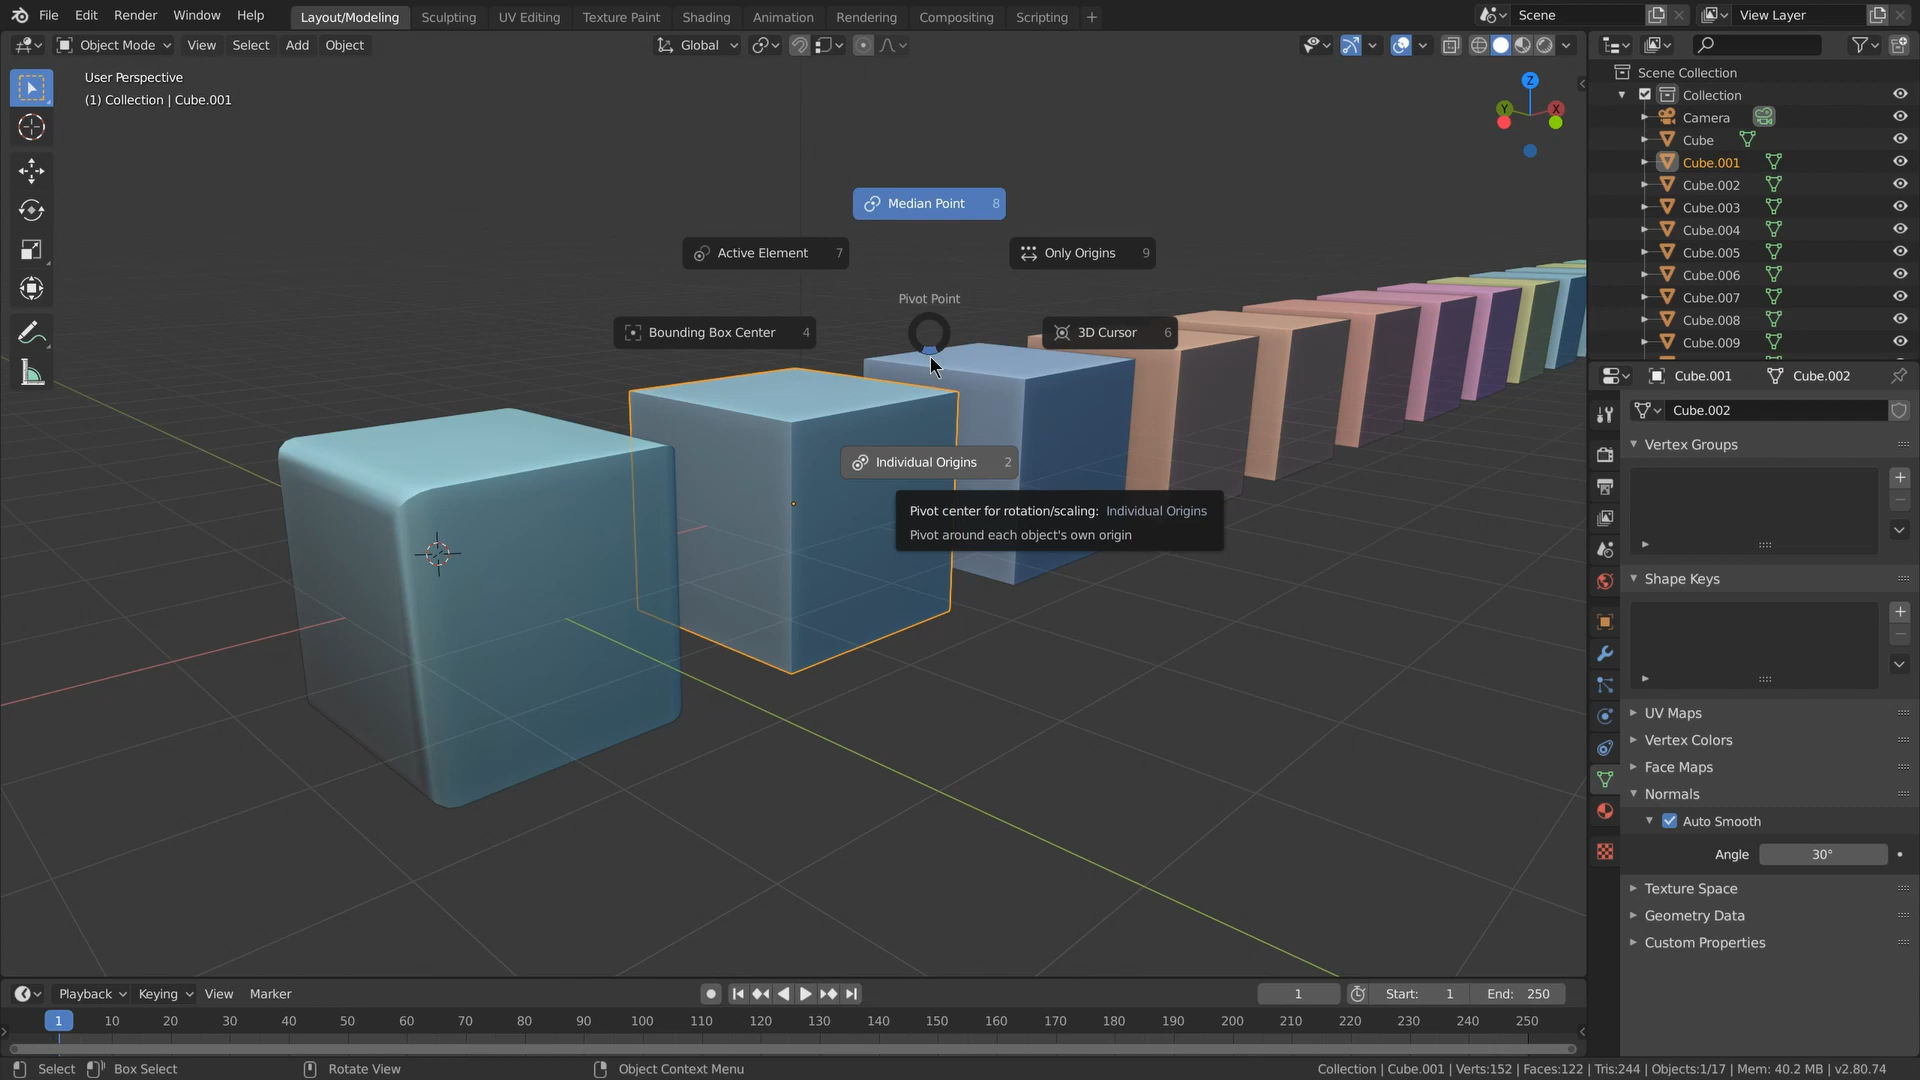 File Edit Render Window Help Layout/Modeling Sculpting UV Editing Texture Paint Shading Animation Rendering Compositing Scripting + Scene View Layer
Object Mode View Select Add Object Global
User Perspective
(1) Collection | Cube.001
Z
Y X
Median Point 8
Active Element 7
Only Origins 9
Pivot Point
Bounding Box Center 4
3D Cursor 6
Individual Origins 2
Pivot center for rotation/scaling: Individual Origins
Pivot around each object's own origin
Scene Collection
Collection
Camera
Cube
Cube.001
Cube.002
Cube.003
Cube.004
Cube.005
Cube.006
Cube.007
Cube.008
Cube.009
Cube.001 Cube.002
Cube.002
Vertex Groups
Shape Keys
UV Maps
Vertex Colors
Face Maps
Normals
Auto Smooth
Angle 30°
Texture Space
Geometry Data
Custom Properties
Playback Keying View Marker 1 Start: 1 End: 250
1 10 20 30 40 50 60 70 80 90 100 110 120 130 140 150 160 170 180 190 200 210 220 230 240 250
Select Box Select Rotate View Object Context Menu Collection | Cube.001 | Verts:152 | Faces:122 | Tris:244 | Objects:1/17 | Mem: 40.2 MB | v2.80.74